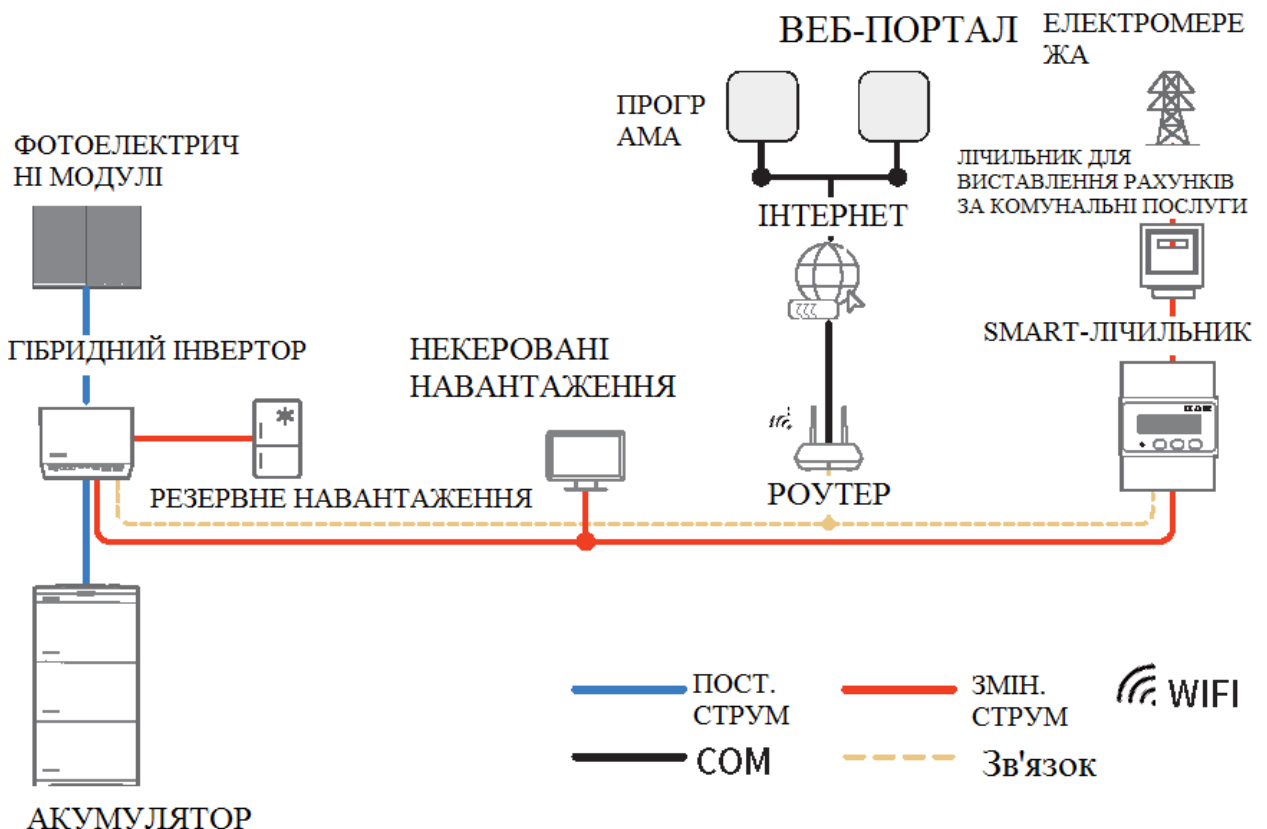 ВЕБ-ПОРТАЛ
ЕЛЕКТРОМЕРЕ
ЖА
ПРОГР
АМА
ФОТОЕЛЕКТРИЧ
НІ МОДУЛІ
ЛІЧИЛЬНИК ДЛЯ
ВИСТАВЛЕННЯ РАХУНКІВ
ЗА КОМУНАЛЬНІ ПОСЛУГИ
ІНТЕРНЕТ
ГІБРИДНИЙ ІНВЕРТОР
НЕКЕРОВАНІ
НАВАНТАЖЕННЯ
SMART-ЛІЧИЛЬНИК
РЕЗЕРВНЕ НАВАНТАЖЕННЯ
РОУТЕР
ПОСТ.
СТРУМ
ЗМІН.
СТРУМ
WIFI
COM
Зв'язок
АКУМУЛЯТОР